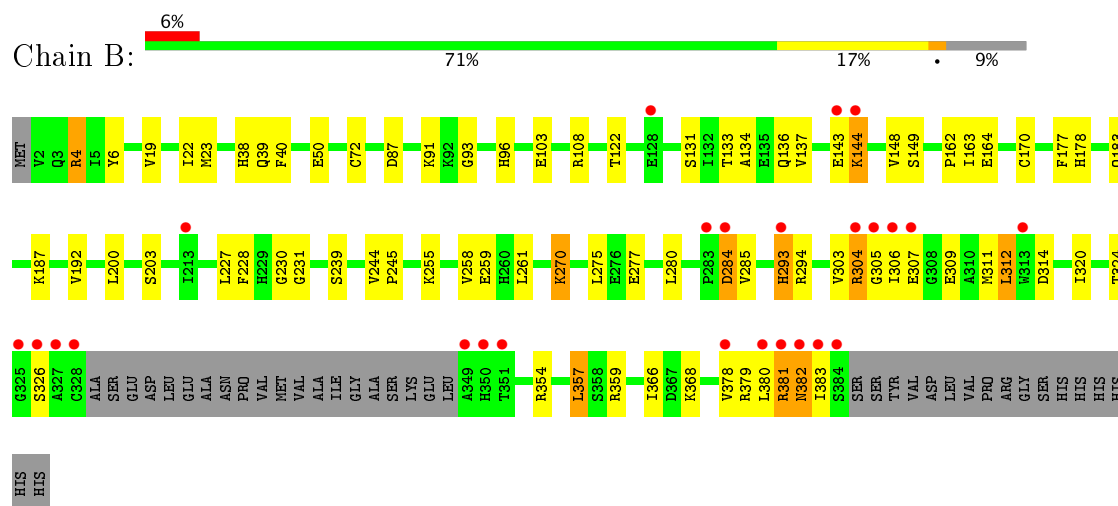 6%
Chain B:
71% 17% • 9%
MET V2 Q3 R4 I5 Y6 V19 I22 M23 H38 Q39 F40 E50 C72 D87 K91 K92 G93 H96 E103 R108 T122 E128 S131 I132 T133 A134 E135 Q136 V137 E143 K144 V148 S149 P162 I163 E164 C170 F177 H178
K187 V192 L200 S203 I213 L227 F228 H229 G230 G231 S239 V244 P245 K255 V258 E259 H260 L261 K270 L275 E276 E277 L280 P283 D284 V285 H293 R294 V303 R304 G305 I306 E307 G308 E309 A310 M311 L312 W313 D314 I320 T324
G325 S326 A327 C328 ALA SER GLU ASP LEU GLU ALA ASN PRO VAL MET VAL ALA ILE GLY ALA SER LYS GLU LEU A349 H350 T351 R354 L357 S358 R359 I366 D367 K368 V378 R379 L380 R381 N382 I383 S384 SER SER TYR VAL ASP LEU VAL PRO ARG GLY SER HIS HIS HIS HIS
HIS HIS